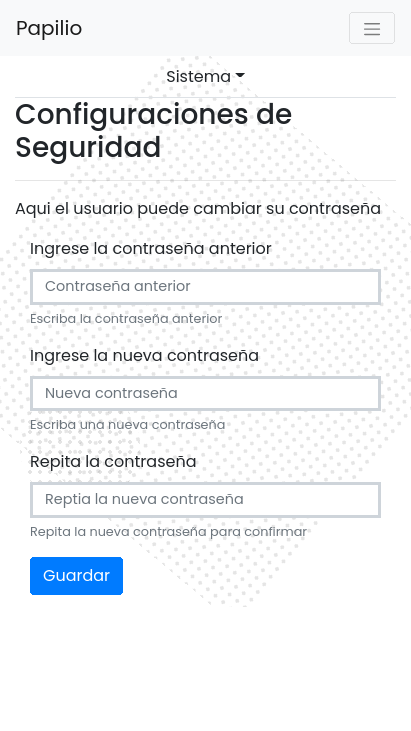 Papilio
Sistema
Configuraciones de
Seguridad
Aqui el usuario puede cambiar su contraseña
Ingrese la contraseña anterior
Contraseña anterior
Escriba la contraseña anterior
Ingrese la nueva contraseña
Nueva contraseña
Escriba una nueva contraseña
Repita la contraseña
Reptia la nueva contraseña
Repita la nueva contraseña para confirmar
Guardar